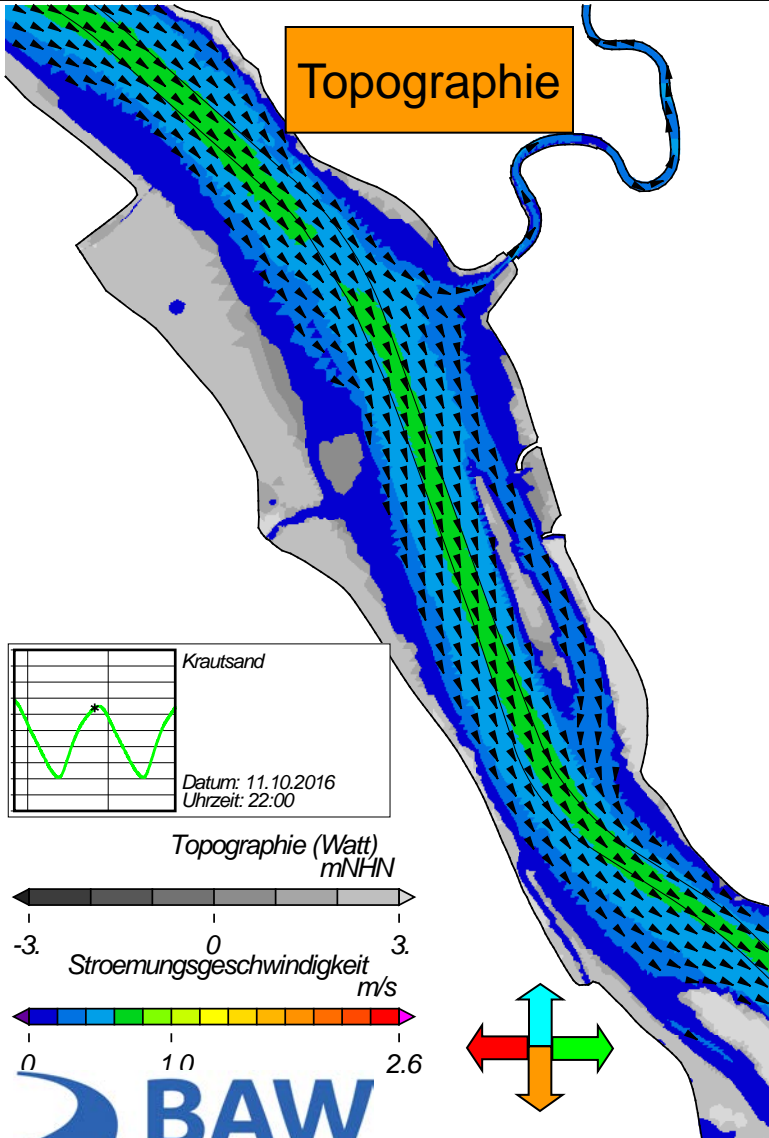 Topographie
Krautsand
Datum: 11.10.2016
Uhrzeit: 22:00
Topographie (Watt)
mNHN
-3. 0 3.
Stroemungsgeschwindigkeit
m/s
0 1.0 2.6
BAW